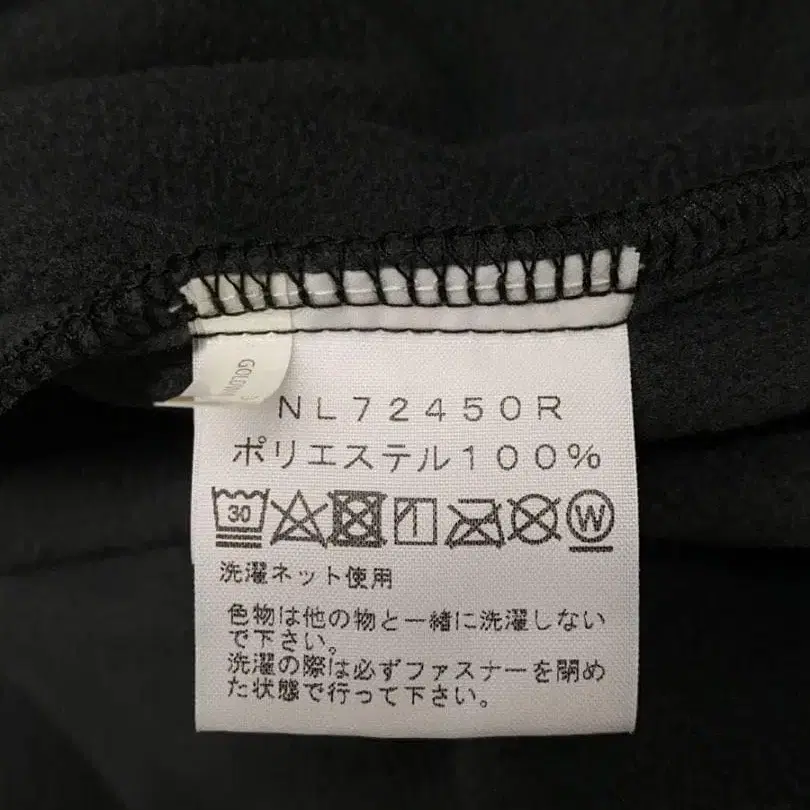 NL72450R
ポリエステル100%
30 W
洗濯ネット使用
色物は他の物と一緒に洗濯しない
で下さい。
洗濯の際は必ずファスナーを閉め
た状態で行って下さい。